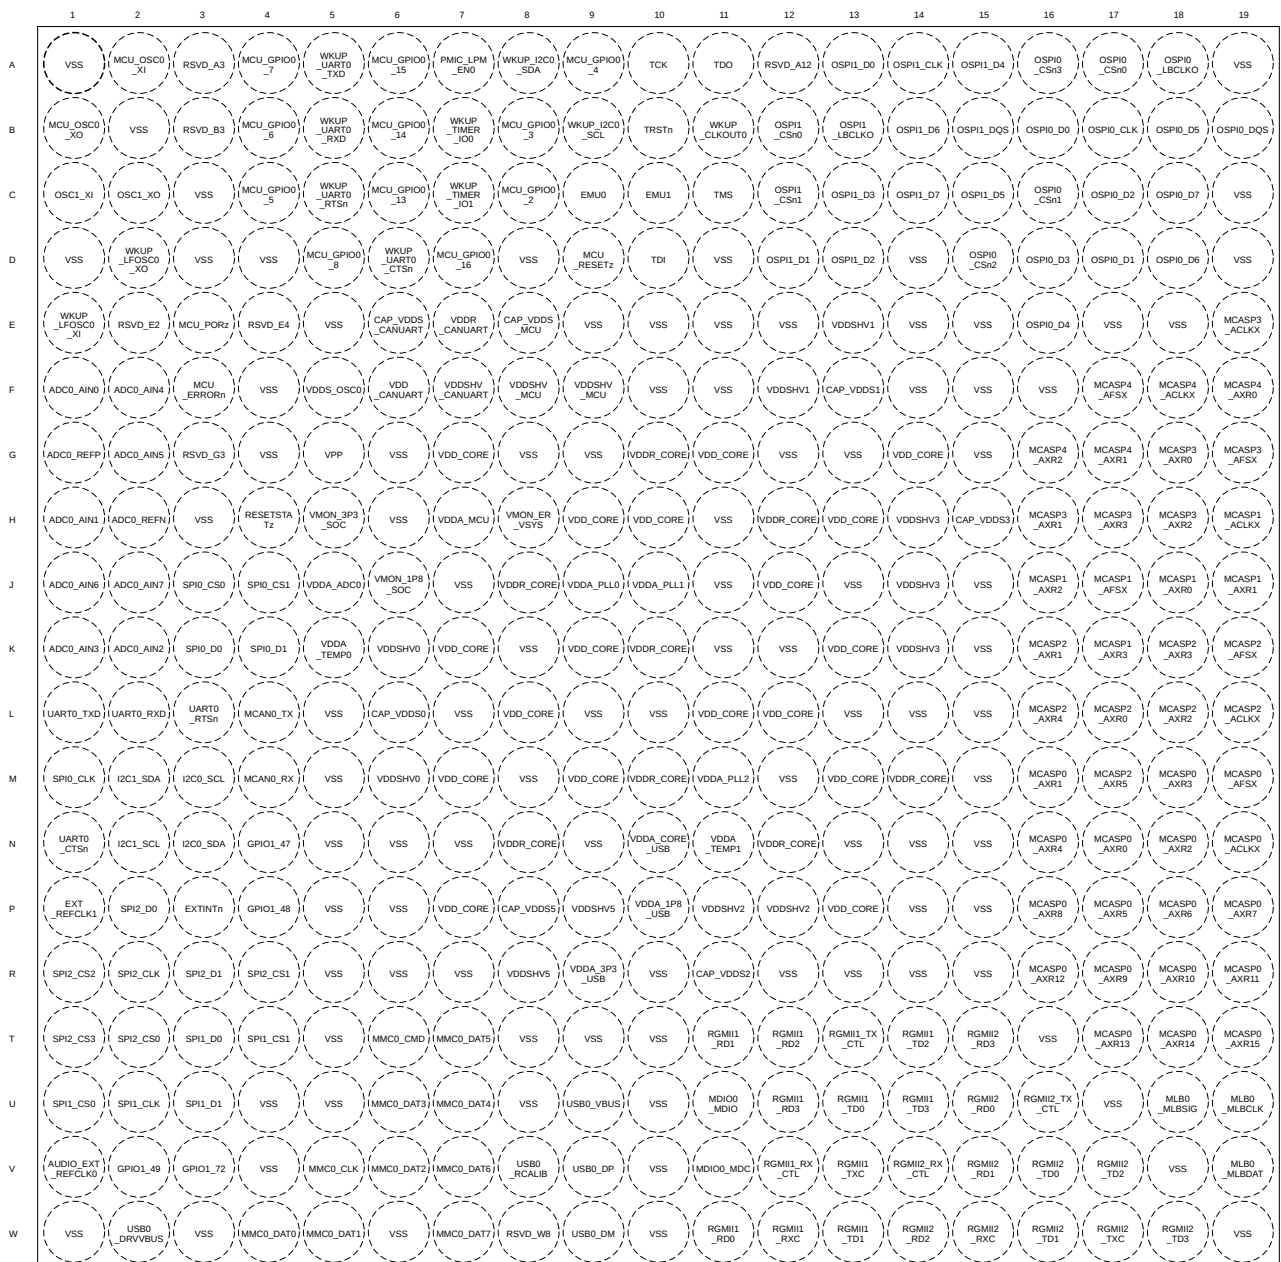 1 2 3 4 5 6 7 8 9 10 11 12 13 14 15 16 17 18 19
A VSS MCU_OSC0_XI RSVD_A3 MCU_GPIO0_7 WKUP_UART0_TXD MCU_GPIO0_15 PMIC_LPM_EN0 WKUP_I2C0_SDA MCU_GPIO0_4 TCK TDO RSVD_A12 OSPI1_D0 OSPI1_CLK OSPI1_D4 OSPI0_CSn3 OSPI0_CSn0 OSPI0_LBCLKO VSS
B MCU_OSC0_XO VSS RSVD_B3 MCU_GPIO0_6 WKUP_UART0_RXD MCU_GPIO0_14 WKUP_TIMER_IO0 MCU_GPIO0_3 WKUP_I2C0_SCL TRSTn WKUP_CLKOUT0 OSPI1_CSn0 OSPI1_LBCLKO OSPI1_D6 OSPI1_DQS OSPI0_D0 OSPI0_CLK OSPI0_D5 OSPI0_DQS
C OSC1_XI OSC1_XO VSS MCU_GPIO0_5 WKUP_UART0_RTSn MCU_GPIO0_13 WKUP_TIMER_IO1 MCU_GPIO0_2 EMU0 EMU1 TMS OSPI1_CSn1 OSPI1_D3 OSPI1_D7 OSPI1_D5 OSPI0_CSn1 OSPI0_D2 OSPI0_D7 VSS
D VSS WKUP_LFOSC0_XO VSS VSS MCU_GPIO0_8 WKUP_UART0_CTSn MCU_GPIO0_16 VSS MCU_RESETz TDI VSS OSPI1_D1 OSPI1_D2 VSS OSPI0_CSn2 OSPI0_D3 OSPI0_D1 OSPI0_D6 VSS
E WKUP_LFOSC0_XI RSVD_E2 MCU_PORz RSVD_E4 VSS CAP_VDDS_CANUART VDDR_CANUART CAP_VDDS_MCU VSS VSS VSS VSS VDDSHV1 VSS VSS OSPI0_D4 VSS VSS MCASP3_ACLKX
F ADC0_AIN0 ADC0_AIN4 MCU_ERRORn VSS VDDS_OSC0 VDD_CANUART VDDSHV_CANUART VDDSHV_MCU VDDSHV_MCU VSS VSS VDDSHV1 CAP_VDDS1 VSS VSS VSS MCASP4_AFSX MCASP4_ACLKX MCASP4_AXR0
G ADC0_REFP ADC0_AIN5 RSVD_G3 VSS VPP VSS VDD_CORE VSS VSS VDDR_CORE VDD_CORE VSS VSS VDD_CORE VSS MCASP4_AXR2 MCASP4_AXR1 MCASP3_AXR0 MCASP3_AFSX
H ADC0_AIN1 ADC0_REFN VSS RESETSTATz VMON_3P3_SOC VSS VDDA_MCU VMON_ER_VSYS VDD_CORE VDD_CORE VSS VDDR_CORE VDD_CORE VDDSHV3 CAP_VDDS3 MCASP3_AXR1 MCASP3_AXR3 MCASP3_AXR2 MCASP1_ACLKX
J ADC0_AIN6 ADC0_AIN7 SPI0_CS0 SPI0_CS1 VDDA_ADC0 VMON_1P8_SOC VSS VDDR_CORE VDDA_PLL0 VDDA_PLL1 VSS VDD_CORE VSS VDDSHV3 VSS MCASP1_AXR2 MCASP1_AFSX MCASP1_AXR0 MCASP1_AXR1
K ADC0_AIN3 ADC0_AIN2 SPI0_D0 SPI0_D1 VDDA_TEMP0 VDDSHV0 VDD_CORE VSS VDD_CORE VDDR_CORE VSS VSS VDD_CORE VDDSHV3 VSS MCASP2_AXR1 MCASP1_AXR3 MCASP2_AXR3 MCASP2_AFSX
L UART0_TXD UART0_RXD UART0_RTSn MCAN0_TX VSS CAP_VDDS0 VSS VDD_CORE VSS VSS VDD_CORE VDD_CORE VSS VSS VSS MCASP2_AXR4 MCASP2_AXR0 MCASP2_AXR2 MCASP2_ACLKX
M SPI0_CLK I2C1_SDA I2C0_SCL MCAN0_RX VSS VDDSHV0 VDD_CORE VSS VDD_CORE VDDR_CORE VDDA_PLL2 VSS VDD_CORE VDDR_CORE VSS MCASP0_AXR1 MCASP2_AXR5 MCASP0_AXR3 MCASP0_AFSX
N UART0_CTSn I2C1_SCL I2C0_SDA GPIO1_47 VSS VSS VSS VDDR_CORE VSS VDDA_CORE_USB VDDA_TEMP1 VDDR_CORE VSS VSS VSS MCASP0_AXR4 MCASP0_AXR0 MCASP0_AXR2 MCASP0_ACLKX
P EXT_REFCLK1 SPI2_D0 EXTINTn GPIO1_48 VSS VSS VDD_CORE CAP_VDDS5 VDDSHV5 VDDA_1P8_USB VDDSHV2 VDDSHV2 VDD_CORE VSS VSS MCASP0_AXR8 MCASP0_AXR5 MCASP0_AXR6 MCASP0_AXR7
R SPI2_CS2 SPI2_CLK SPI2_D1 SPI2_CS1 VSS VSS VSS VDDSHV5 VDDA_3P3_USB VSS CAP_VDDS2 VSS VSS VSS VSS MCASP0_AXR12 MCASP0_AXR9 MCASP0_AXR10 MCASP0_AXR11
T SPI2_CS3 SPI2_CS0 SPI1_D0 SPI1_CS1 VSS MMC0_CMD MMC0_DAT5 VSS VSS VSS RGMII1_RD1 RGMII1_RD2 RGMII1_TX_CTL RGMII1_TD2 RGMII2_RD3 VSS MCASP0_AXR13 MCASP0_AXR14 MCASP0_AXR15
U SPI1_CS0 SPI1_CLK SPI1_D1 VSS VSS MMC0_DAT3 MMC0_DAT4 VSS USB0_VBUS VSS MDIO0_MDIO RGMII1_RD3 RGMII1_TD0 RGMII1_TD3 RGMII2_RD0 RGMII2_TX_CTL VSS MLB0_MLBSIG MLB0_MLBCLK
V AUDIO_EXT_REFCLK0 GPIO1_49 GPIO1_72 VSS MMC0_CLK MMC0_DAT2 MMC0_DAT6 USB0_RCALIB USB0_DP VSS MDIO0_MDC RGMII1_RX_CTL RGMII1_TXC RGMII2_RX_CTL RGMII2_RD1 RGMII2_TD0 RGMII2_TD2 VSS MLB0_MLBDAT
W VSS USB0_DRVVBUS VSS MMC0_DAT0 MMC0_DAT1 VSS MMC0_DAT7 RSVD_W8 USB0_DM VSS RGMII1_RD0 RGMII1_RXC RGMII1_TD1 RGMII2_RD2 RGMII2_RXC RGMII2_TD1 RGMII2_TXC RGMII2_TD3 VSS